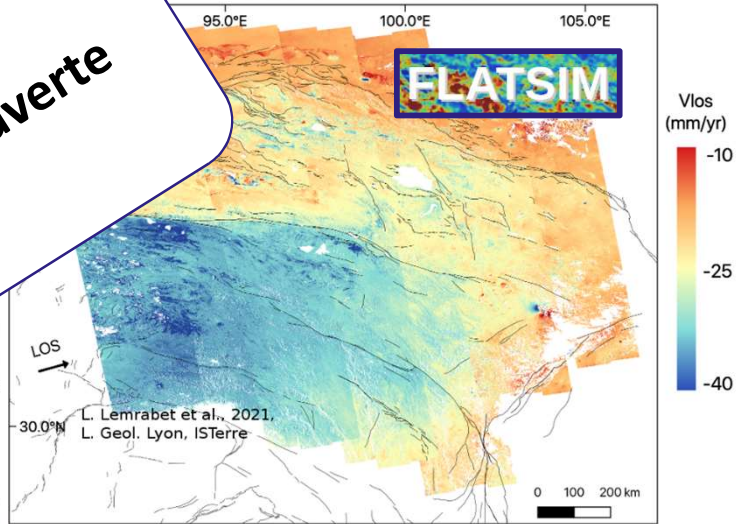 95.0°E 100.0°E 105.0°E
FLATSIM
Vlos
(mm/yr)
-10
-25
-40
LOS
30.0°N
L. Lemrabet et al., 2021,
L. Geol. Lyon, ISTerre
0 100 200 km